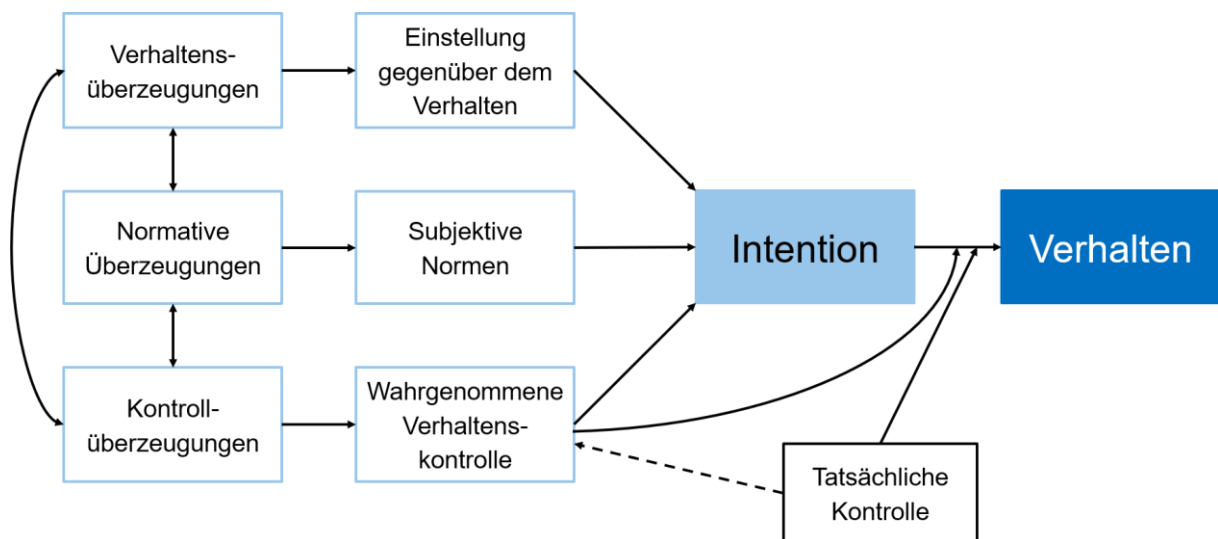 Verhaltens-
überzeugungen
Einstellung
gegenüber dem
Verhalten
Normative
Überzeugungen
Subjektive
Normen
Intention
Verhalten
Kontroll-
überzeugungen
Wahrgenommene
Verhaltens-
kontrolle
Tatsächliche
Kontrolle